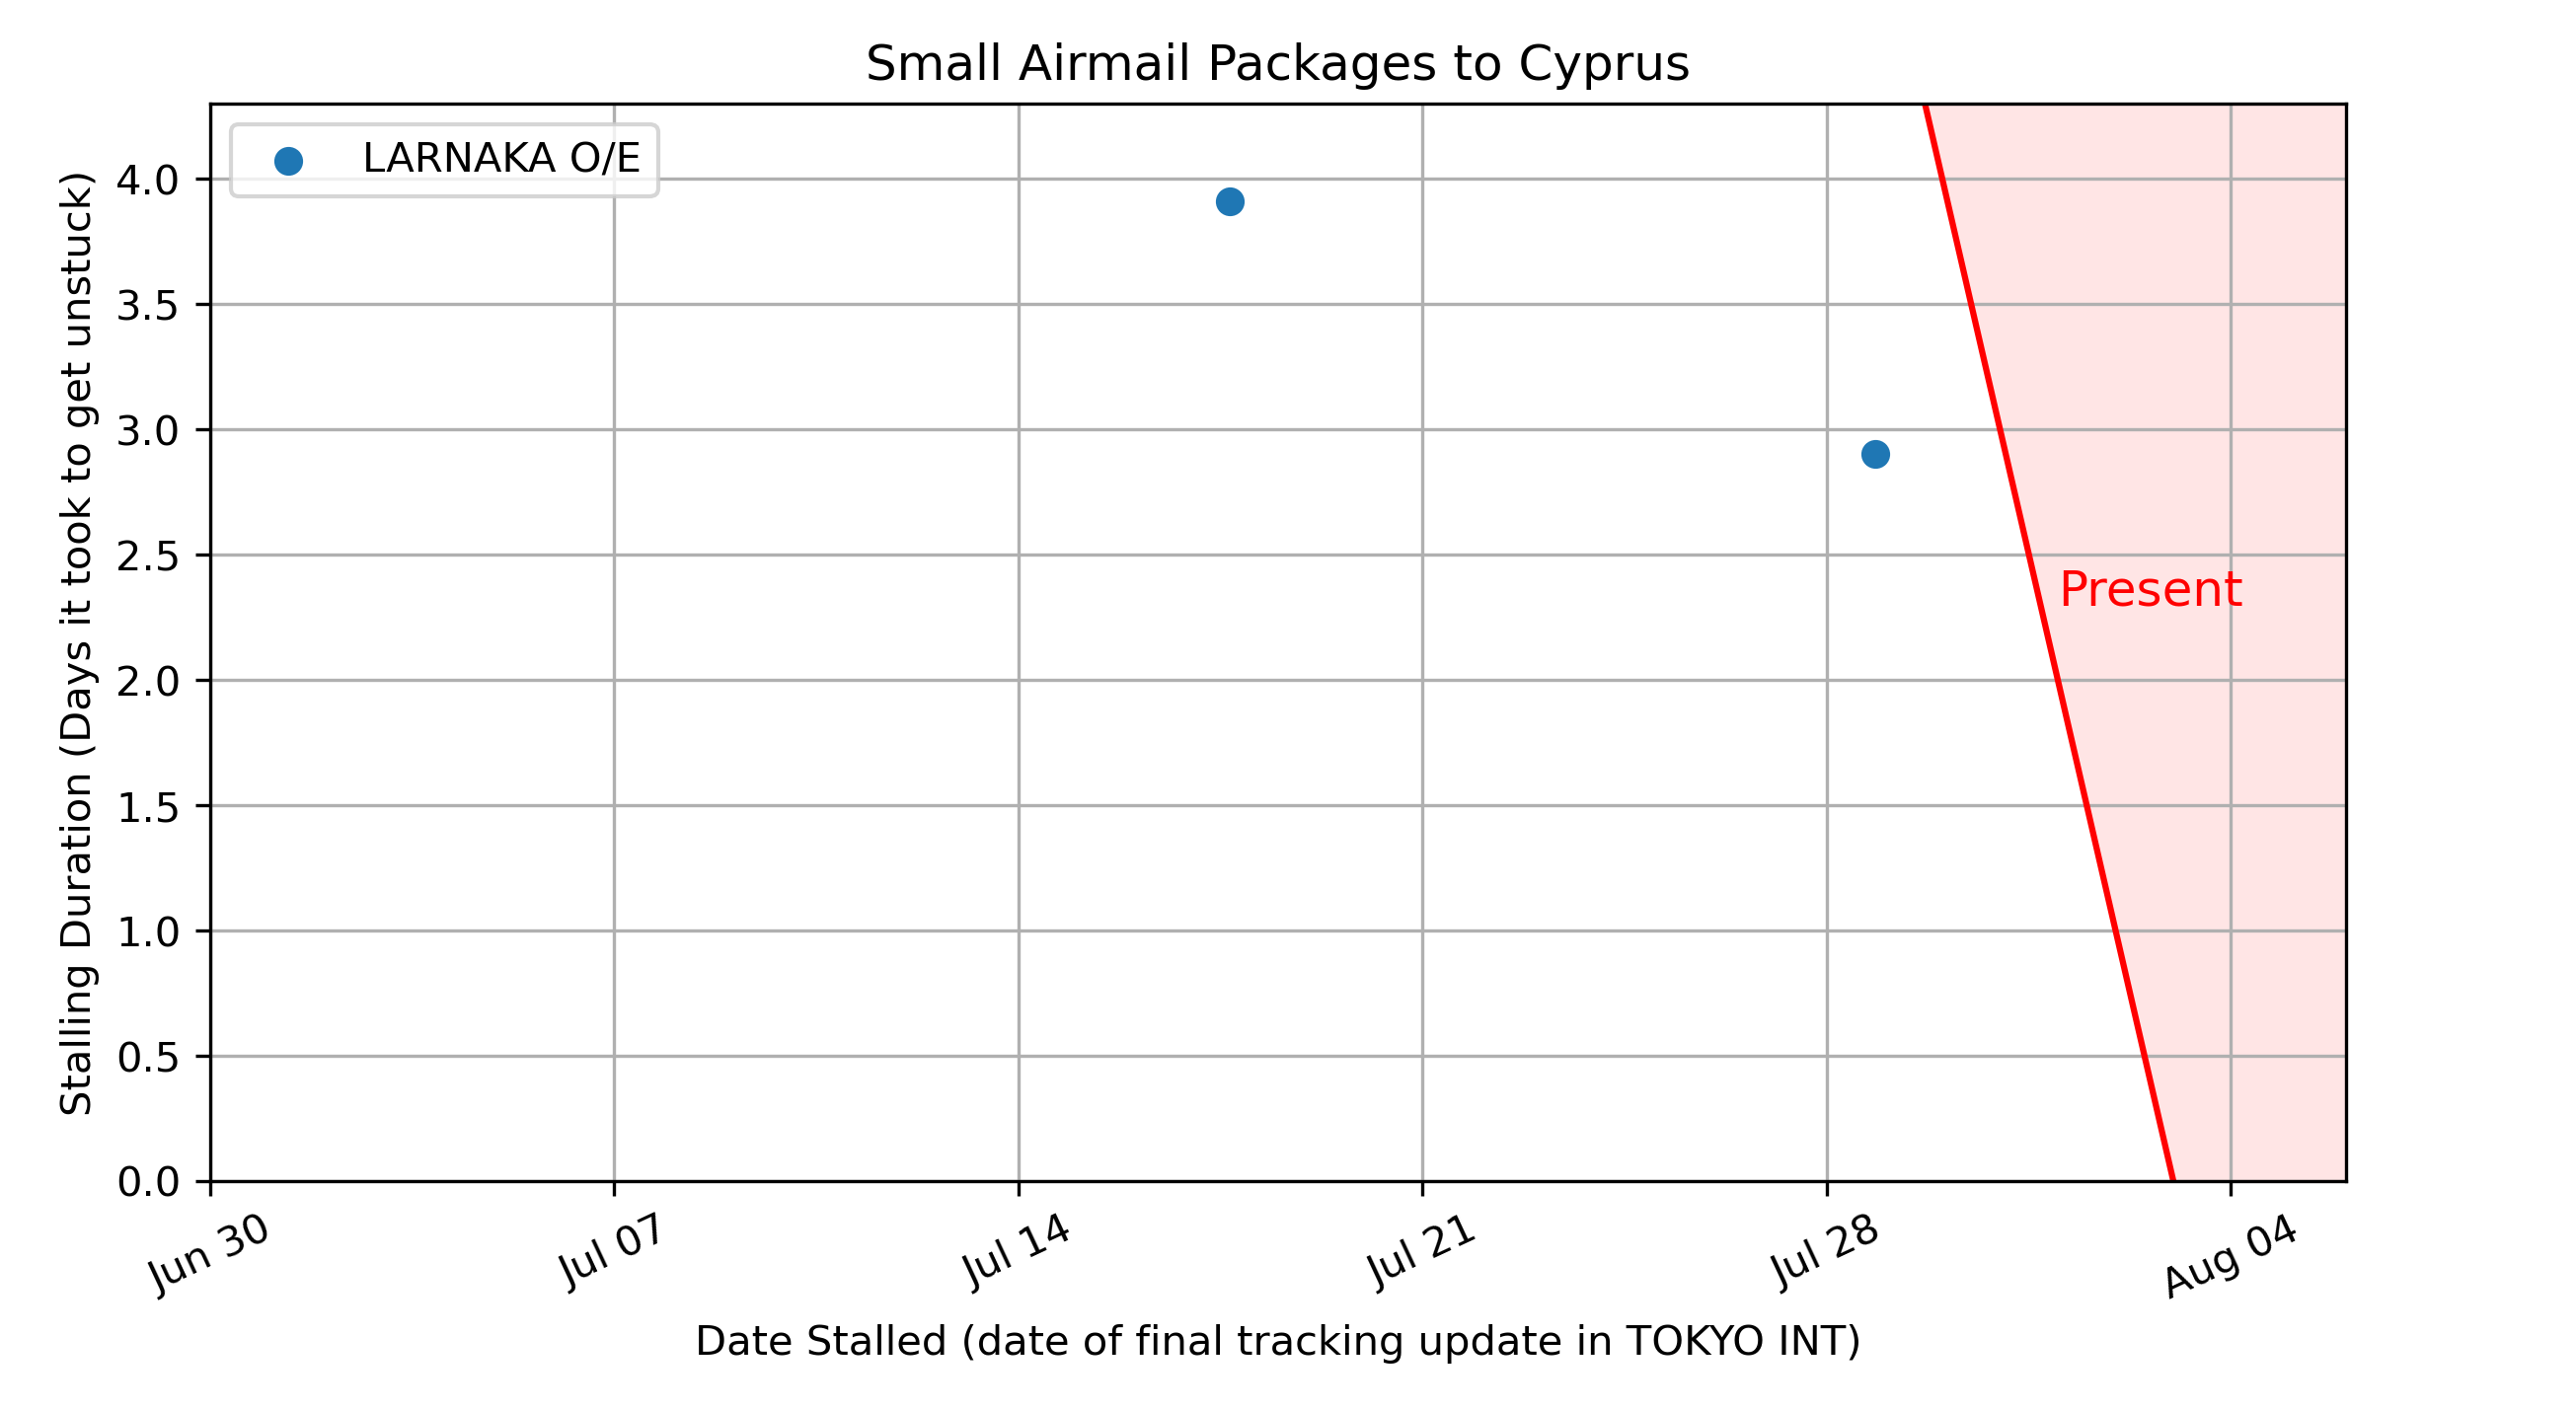 Small Airmail Packages to Cyprus
LARNAKA O/E
Stalling Duration (Days it took to get unstuck)
4.0
3.5
3.0
2.5
2.0
1.5
1.0
0.5
0.0
Present
Jun 30
Jul 07
Jul 14
Jul 21
Jul 28
Aug 04
Date Stalled (date of final tracking update in TOKYO INT)